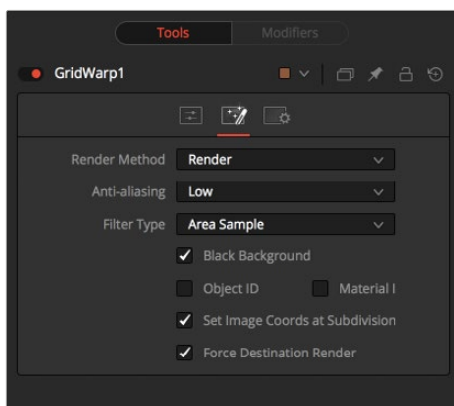 Tools Modifiers
GridWarp1
Render Method Render
Anti-aliasing Low
Filter Type Area Sample
Black Background
Object ID Material I
Set Image Coords at Subdivision
Force Destination Render